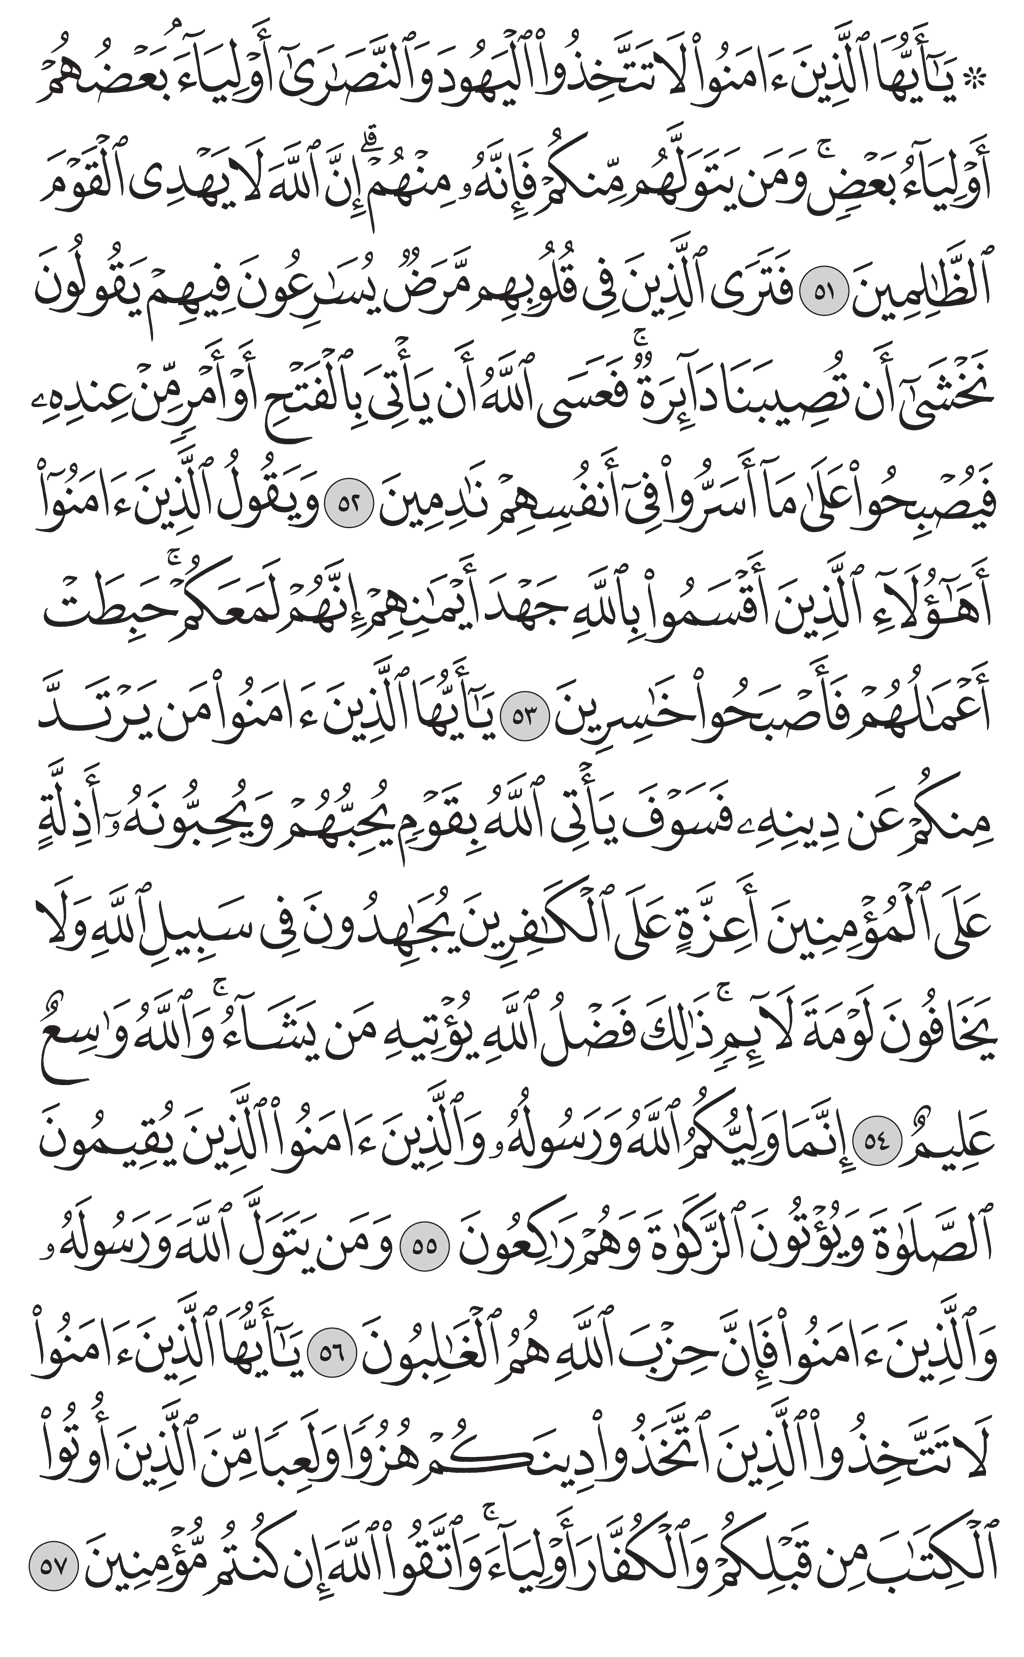 ۞ يَـٰٓأَيُّهَا ٱلَّذِينَ ءَامَنُوا۟ لَا تَتَّخِذُوا۟ ٱلْيَهُودَ وَٱلنَّصَـٰرَىٰٓ أَوْلِيَآءَ ۘ بَعْضُهُمْ
أَوْلِيَآءُ بَعْضٍ ۚ وَمَن يَتَوَلَّهُم مِّنكُمْ فَإِنَّهُۥ مِنْهُمْ ۗ إِنَّ ٱللَّهَ لَا يَهْدِى ٱلْقَوْمَ
ٱلظَّـٰلِمِينَ ٥١ فَتَرَى ٱلَّذِينَ فِى قُلُوبِهِم مَّرَضٌ يُسَـٰرِعُونَ فِيهِمْ يَقُولُونَ
نَخْشَىٰٓ أَن تُصِيبَنَا دَآئِرَةٌ ۚ فَعَسَى ٱللَّهُ أَن يَأْتِىَ بِٱلْفَتْحِ أَوْ أَمْرٍ مِّنْ عِندِهِۦ
فَيُصْبِحُوا۟ عَلَىٰ مَآ أَسَرُّوا۟ فِىٓ أَنفُسِهِمْ نَـٰدِمِينَ ٥٢ وَيَقُولُ ٱلَّذِينَ ءَامَنُوٓا۟
أَهَـٰٓؤُلَآءِ ٱلَّذِينَ أَقْسَمُوا۟ بِٱللَّهِ جَهْدَ أَيْمَـٰنِهِمْ إِنَّهُمْ لَمَعَكُمْ ۚ حَبِطَتْ
أَعْمَـٰلُهُمْ فَأَصْبَحُوا۟ خَـٰسِرِينَ ٥٣ يَـٰٓأَيُّهَا ٱلَّذِينَ ءَامَنُوا۟ مَن يَرْتَدَّ
مِنكُمْ عَن دِينِهِۦ فَسَوْفَ يَأْتِى ٱللَّهُ بِقَوْمٍ يُحِبُّهُمْ وَيُحِبُّونَهُۥٓ أَذِلَّةٍ
عَلَى ٱلْمُؤْمِنِينَ أَعِزَّةٍ عَلَى ٱلْكَـٰفِرِينَ يُجَـٰهِدُونَ فِى سَبِيلِ ٱللَّهِ وَلَا
يَخَافُونَ لَوْمَةَ لَآئِمٍ ۚ ذَٰلِكَ فَضْلُ ٱللَّهِ يُؤْتِيهِ مَن يَشَآءُ ۚ وَٱللَّهُ وَٰسِعٌ
عَلِيمٌ ٥٤ إِنَّمَا وَلِيُّكُمُ ٱللَّهُ وَرَسُولُهُۥ وَٱلَّذِينَ ءَامَنُوا۟ ٱلَّذِينَ يُقِيمُونَ
ٱلصَّلَوٰةَ وَيُؤْتُونَ ٱلزَّكَوٰةَ وَهُمْ رَٰكِعُونَ ٥٥ وَمَن يَتَوَلَّ ٱللَّهَ وَرَسُولَهُۥ
وَٱلَّذِينَ ءَامَنُوا۟ فَإِنَّ حِزْبَ ٱللَّهِ هُمُ ٱلْغَـٰلِبُونَ ٥٦ يَـٰٓأَيُّهَا ٱلَّذِينَ ءَامَنُوا۟
لَا تَتَّخِذُوا۟ ٱلَّذِينَ ٱتَّخَذُوا۟ دِينَكُمْ هُزُوًا وَلَعِبًا مِّنَ ٱلَّذِينَ أُوتُوا۟
ٱلْكِتَـٰبَ مِن قَبْلِكُمْ وَٱلْكُفَّارَ أَوْلِيَآءَ ۚ وَٱتَّقُوا۟ ٱللَّهَ إِن كُنتُم مُّؤْمِنِينَ ٥٧